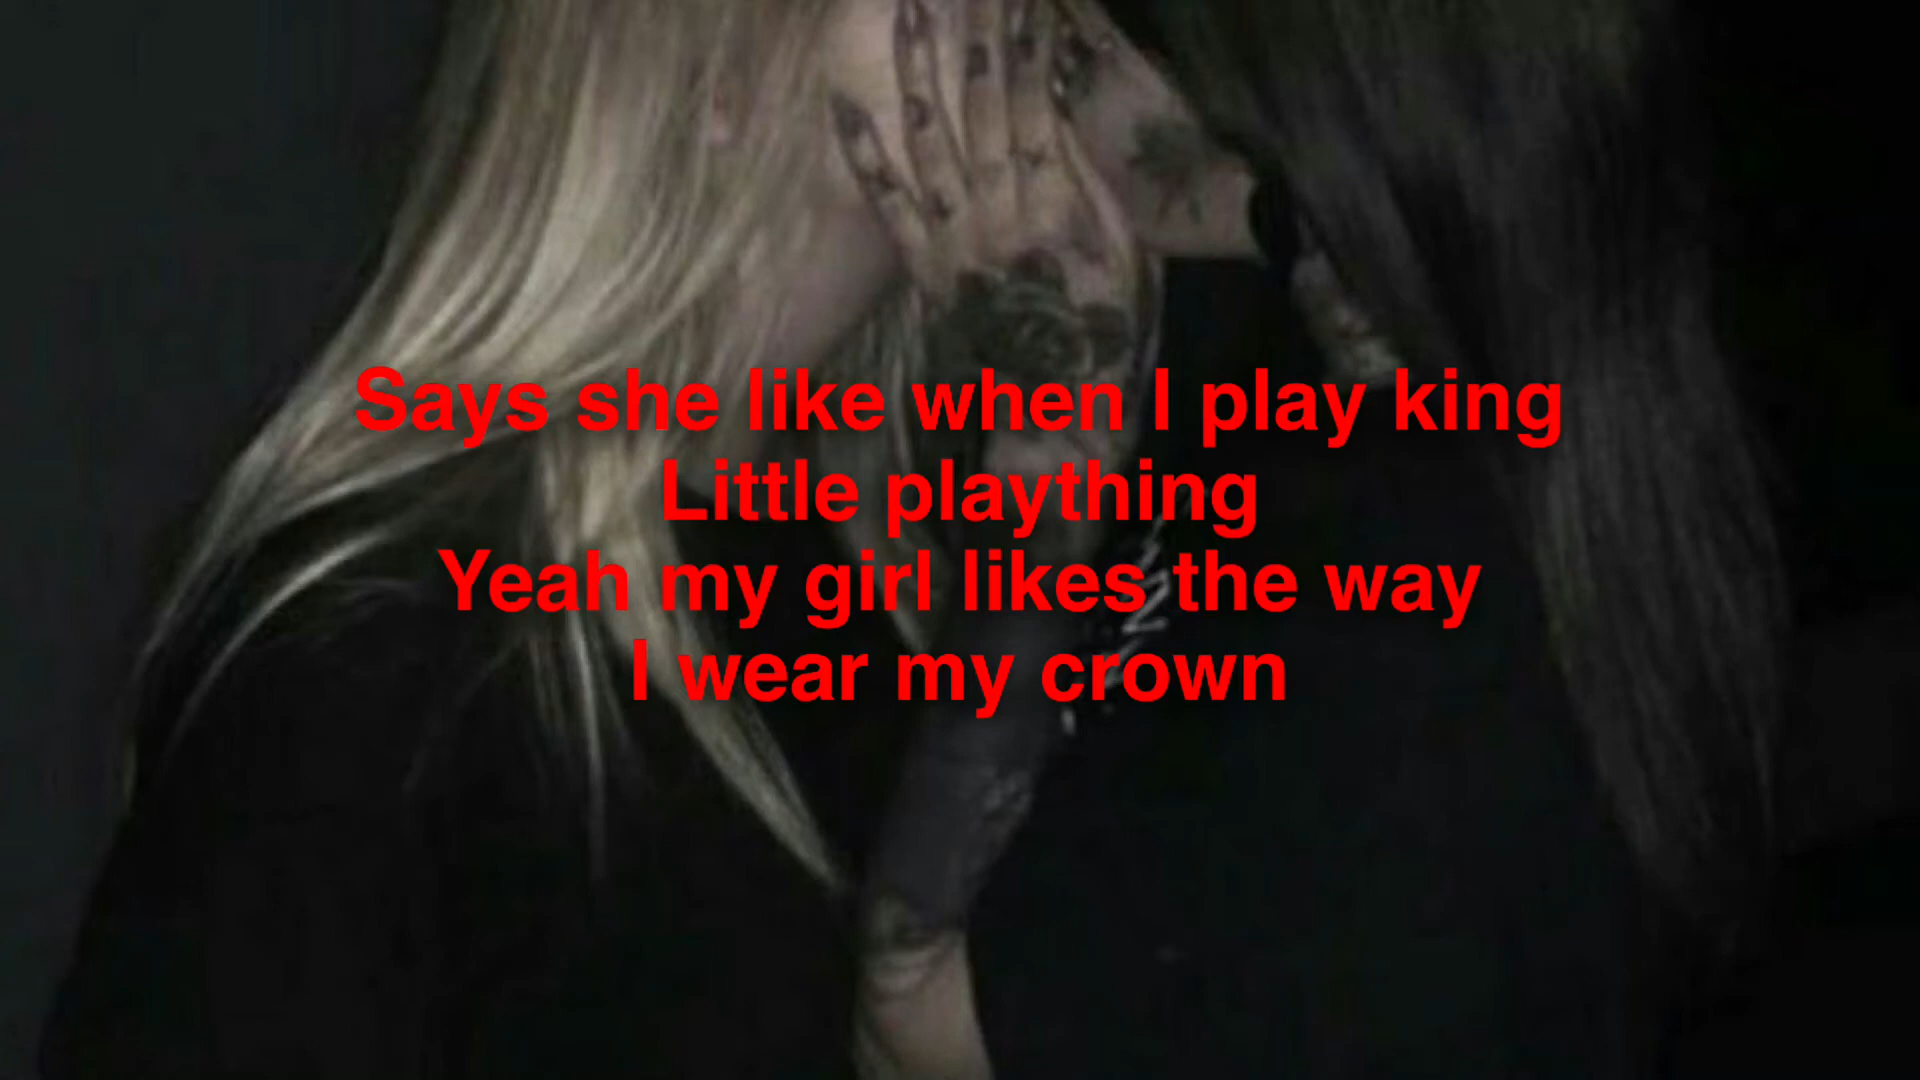 Says she like when I play king
Little plaything
Yeah my girl likes the way
I wear my crown